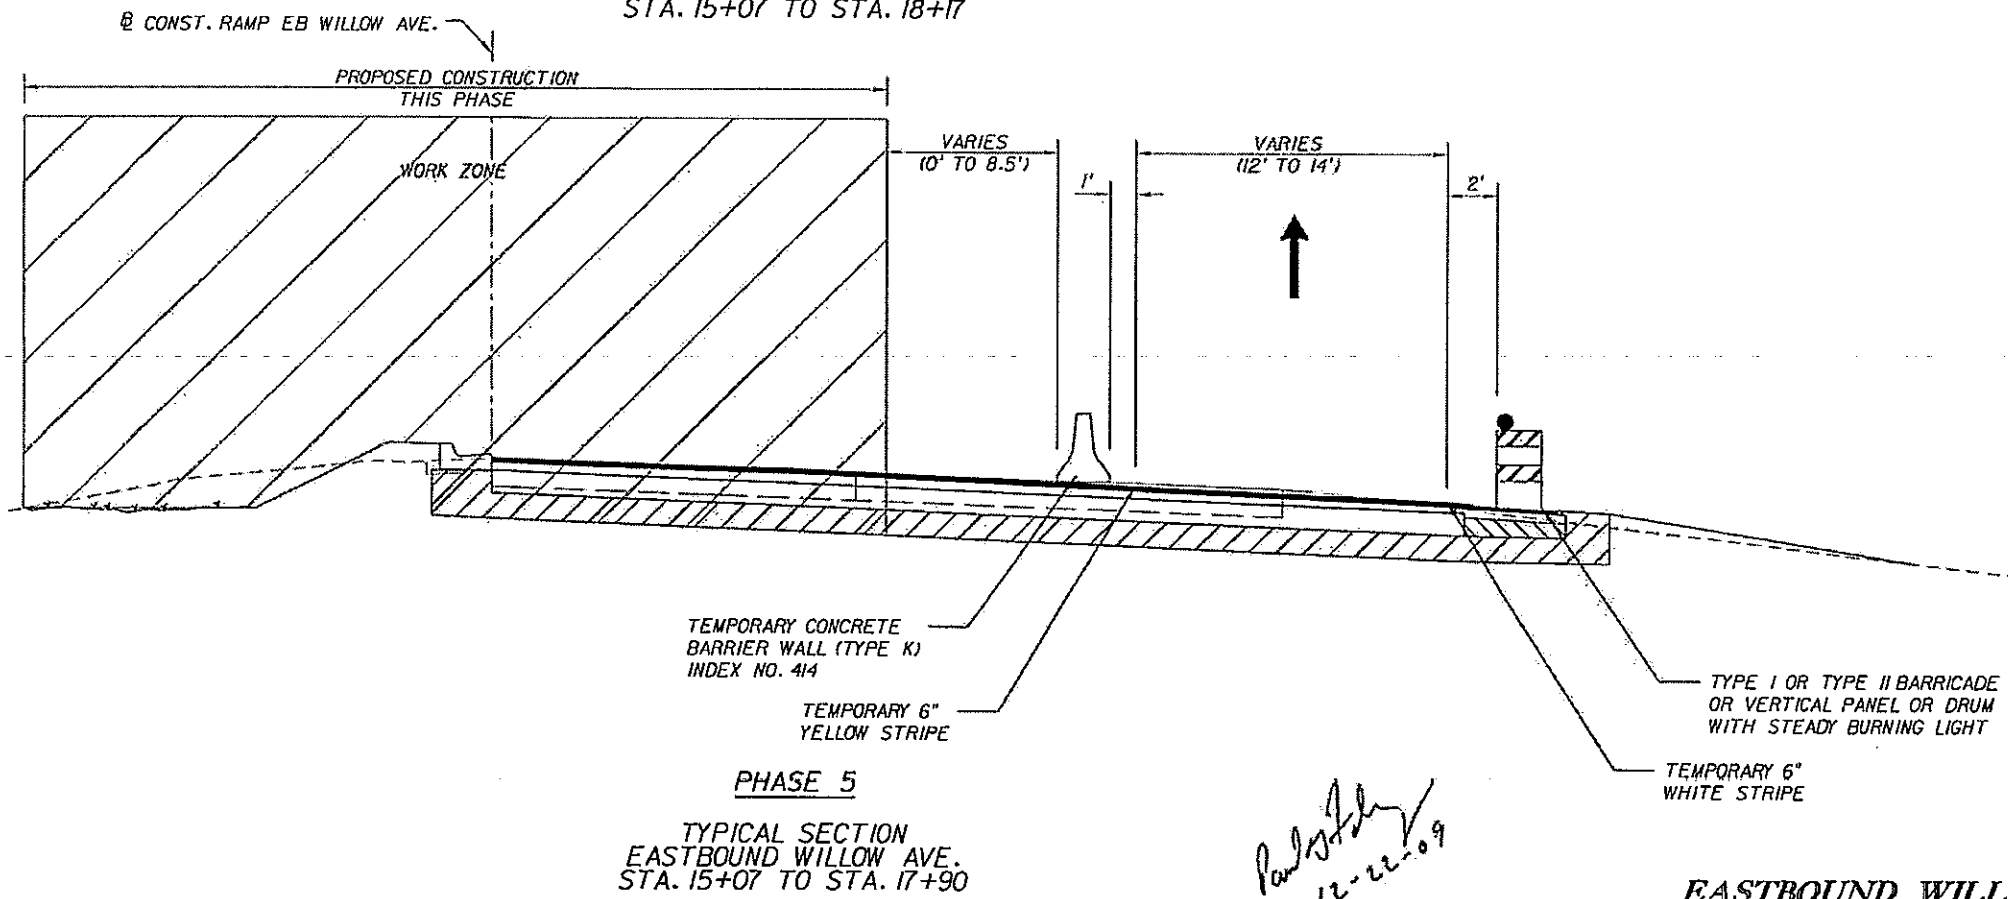 STA. 15+07 TO STA. 18+17
℄ CONST. RAMP EB WILLOW AVE.
PROPOSED CONSTRUCTION
THIS PHASE
WORK ZONE
VARIES
(0' TO 8.5')
1'
VARIES
(12' TO 14')
2'
TEMPORARY CONCRETE
BARRIER WALL (TYPE K)
INDEX NO. 414
TEMPORARY 6"
YELLOW STRIPE
TYPE I OR TYPE II BARRICADE
OR VERTICAL PANEL OR DRUM
WITH STEADY BURNING LIGHT
TEMPORARY 6"
WHITE STRIPE
PHASE 5
TYPICAL SECTION
EASTBOUND WILLOW AVE.
STA. 15+07 TO STA. 17+90
12-22-09
EASTBOUND WILL